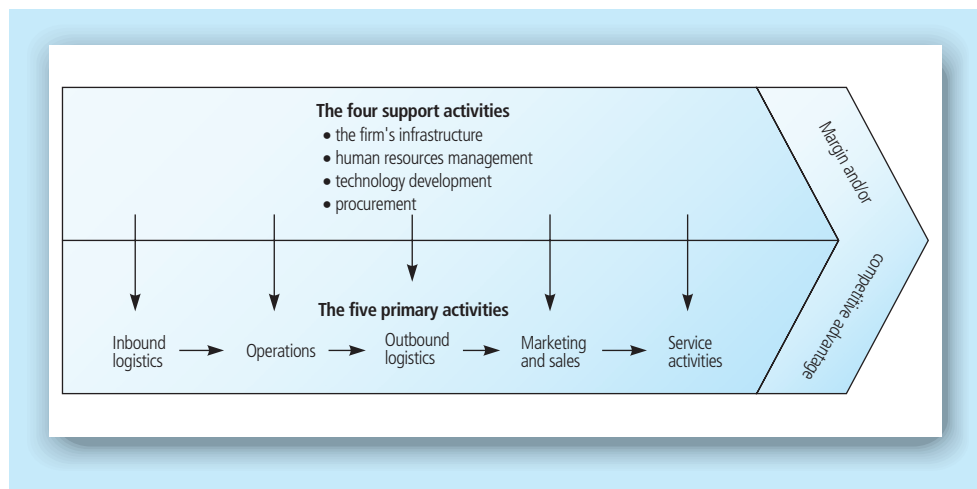 The four support activities
• the firm's infrastructure
• human resources management
• technology development
• procurement
Margin and/or
competitive advantage
The five primary activities
Inbound
logistics
Operations
Outbound
logistics
Marketing
and sales
Service
activities